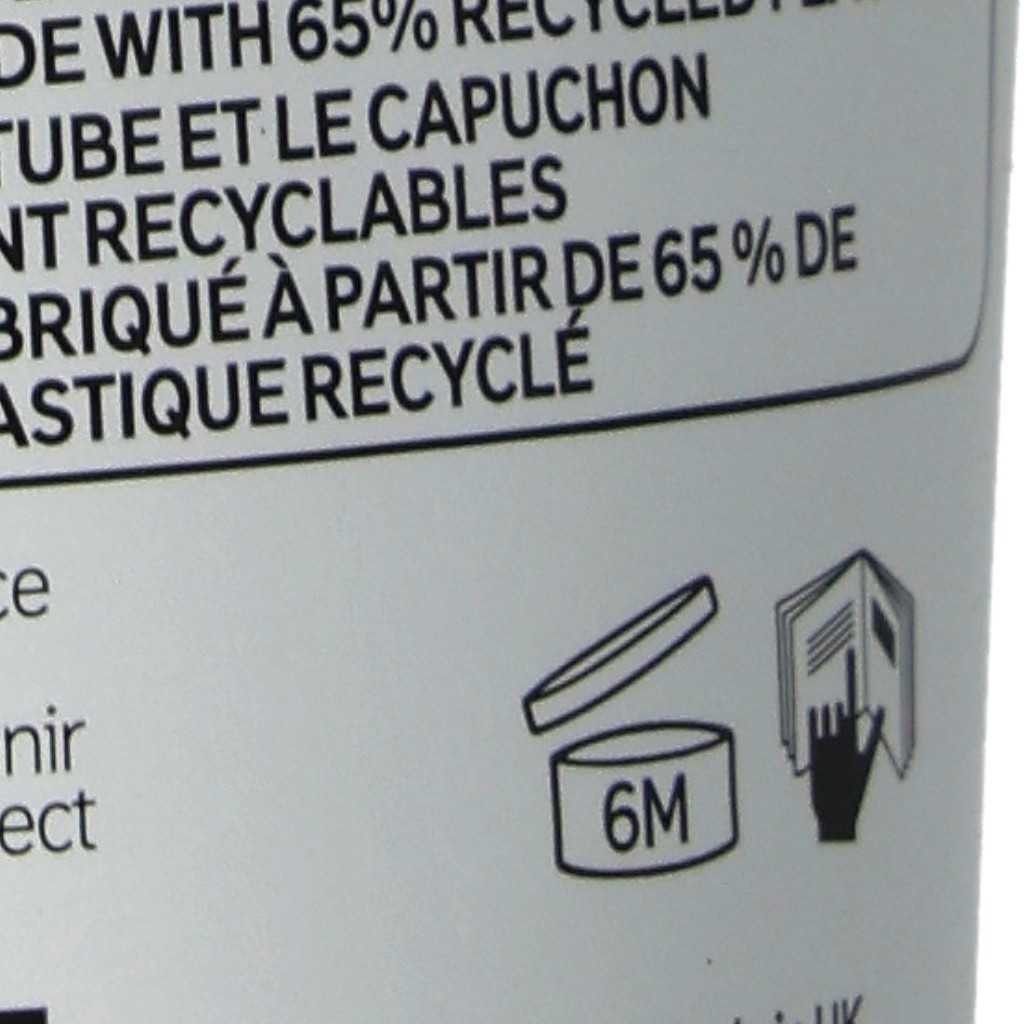 DE WITH 65% RECYCLED
TUBE ET LE CAPUCHON
NT RECYCLABLES
BRIQUÉ À PARTIR DE 65 % DE
ASTIQUE RECYCLÉ
ce
nir
ect
6M
UK